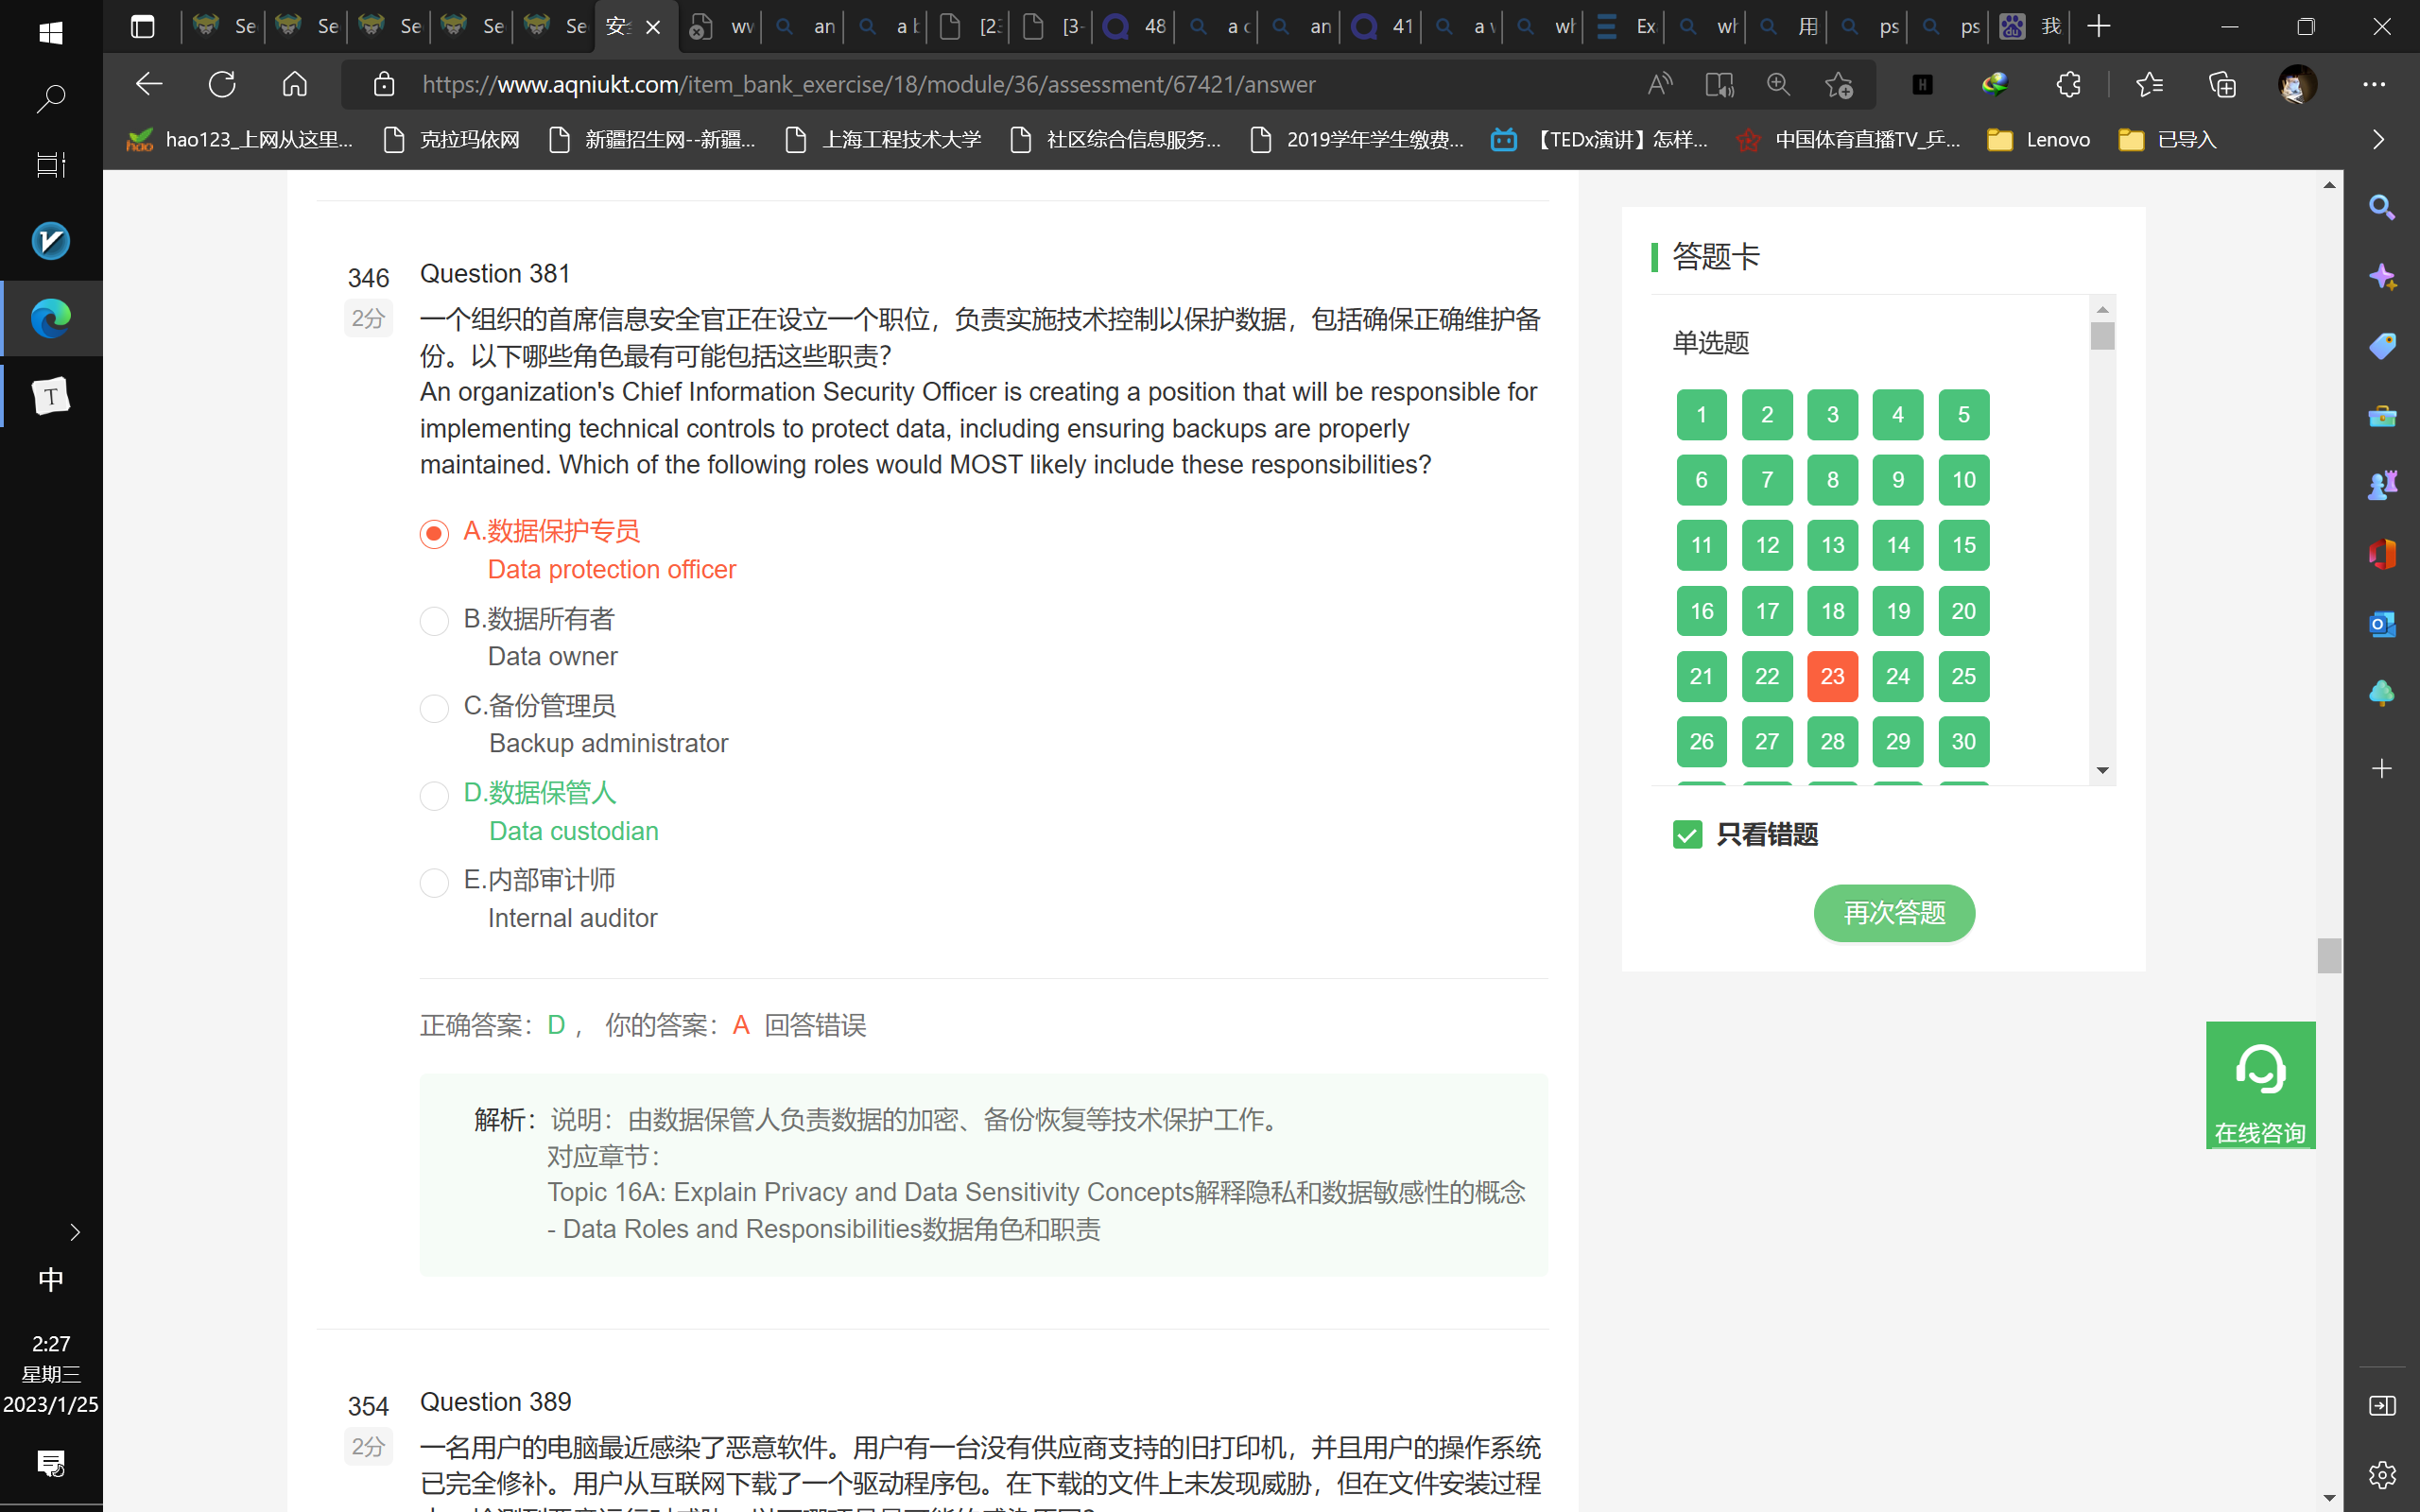 Se
Se
Se
Se
Se
安
wv
an
a b
[2
[3-
48
a c
an
41
a v
wh
Ex
wh
用
ps
ps
我
https://www.aqniukt.com/item_bank_exercise/18/module/36/assessment/67421/answer
hao123_上网从这里...
克拉玛依网
新疆招生网--新疆...
上海工程技术大学
社区综合信息服务...
2019学年学生缴费...
【TEDx演讲】怎样...
中国体育直播TV_乒...
Lenovo
已导入
346
2分
Question 381
一个组织的首席信息安全官正在设立一个职位，负责实施技术控制以保护数据，包括确保正确维护备
份。以下哪些角色最有可能包括这些职责？
An organization's Chief Information Security Officer is creating a position that will be responsible for
implementing technical controls to protect data, including ensuring backups are properly
maintained. Which of the following roles would MOST likely include these responsibilities?
A.数据保护专员
Data protection officer
B.数据所有者
Data owner
C.备份管理员
Backup administrator
D.数据保管人
Data custodian
E.内部审计师
Internal auditor
正确答案：D ， 你的答案：A 回答错误
解析：说明：由数据保管人负责数据的加密、备份恢复等技术保护工作。
对应章节：
Topic 16A: Explain Privacy and Data Sensitivity Concepts解释隐私和数据敏感性的概念
- Data Roles and Responsibilities数据角色和职责
354
2分
Question 389
一名用户的电脑最近感染了恶意软件。用户有一台没有供应商支持的旧打印机，并且用户的操作系统
已完全修补。用户从互联网下载了一个驱动程序包。在下载的文件上未发现威胁，但在文件安装过程
答题卡
单选题
1 2 3 4 5
6 7 8 9 10
11 12 13 14 15
16 17 18 19 20
21 22 23 24 25
26 27 28 29 30
只看错题
再次答题
在线咨询
中
2:27
星期三
2023/1/25